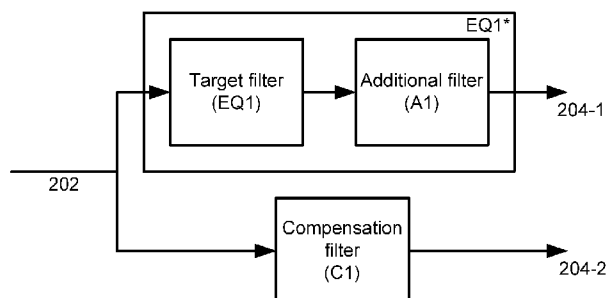 EQ1*
Target filter
(EQ1)
Additional filter
(A1)
204-1
202
Compensation
filter
(C1)
204-2